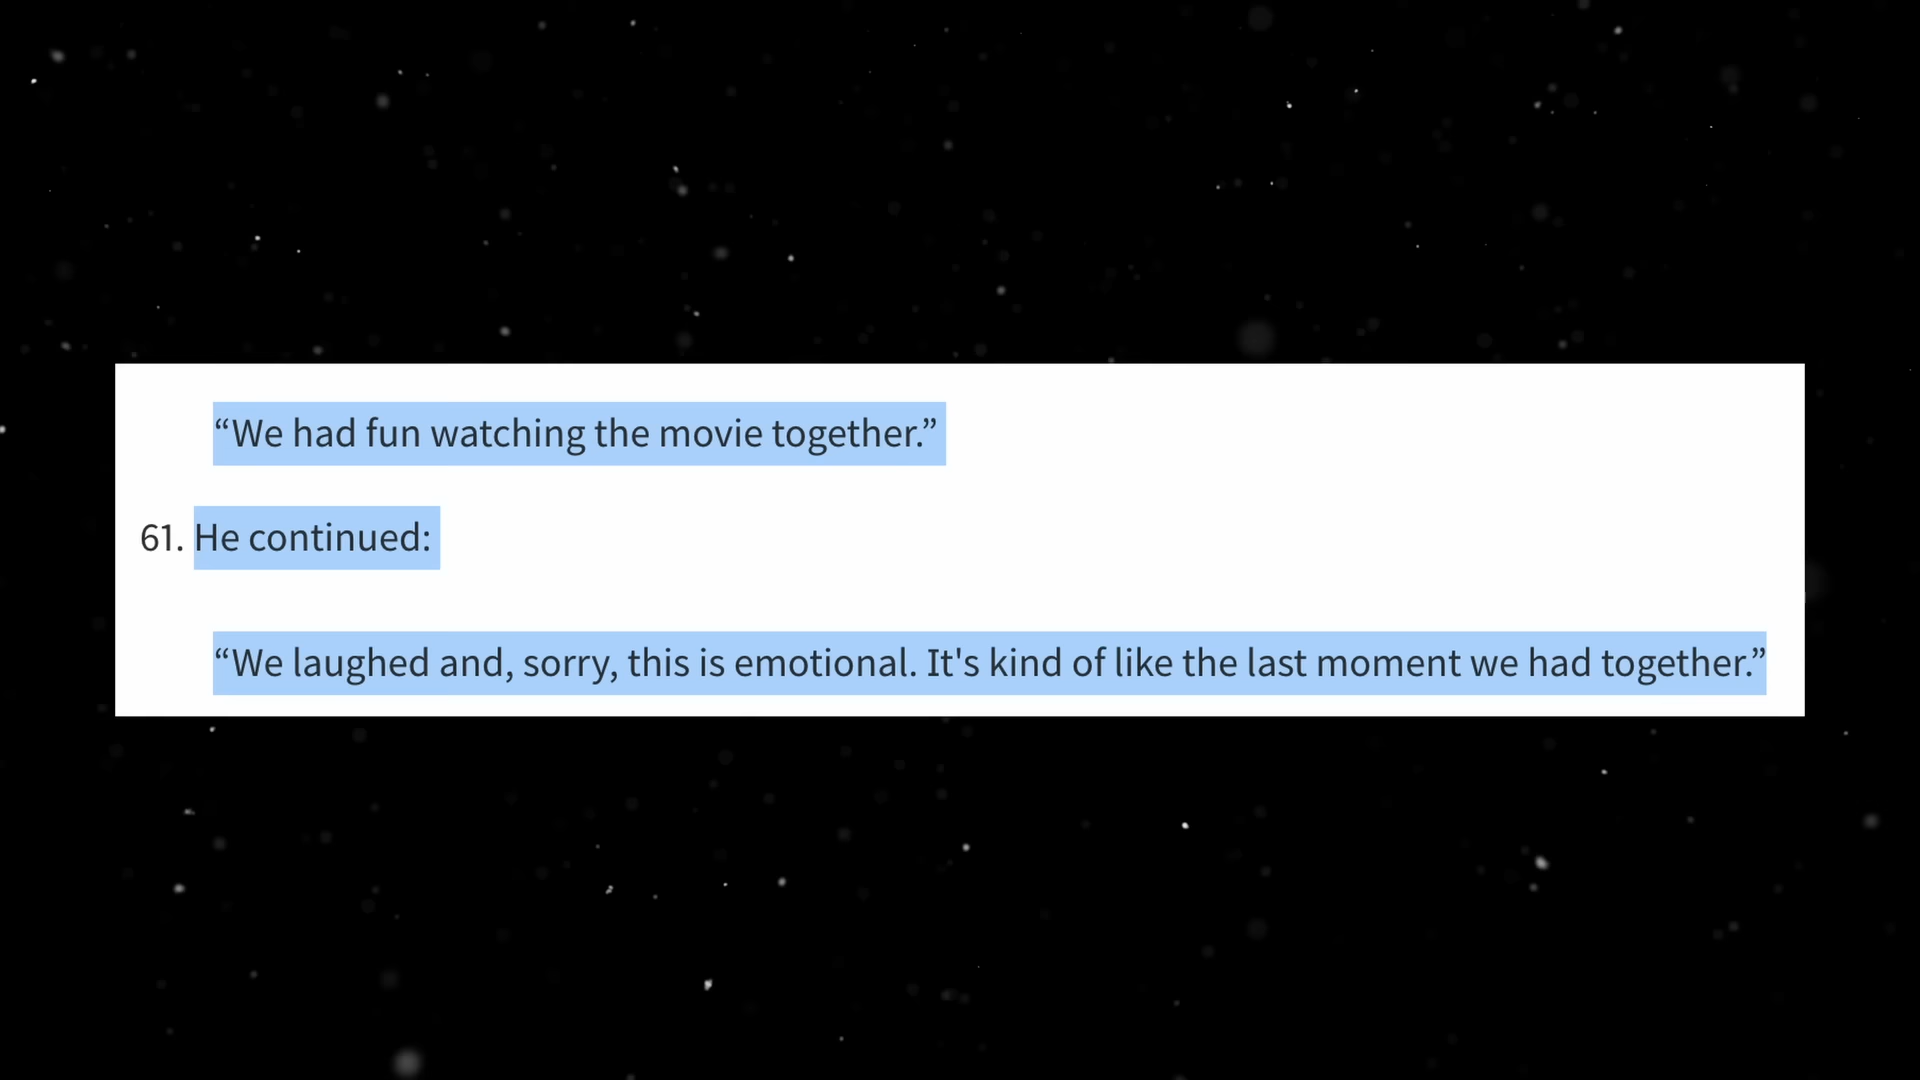 “We had fun watching the movie together.”
61. He continued:
“We laughed and, sorry, this is emotional. It's kind of like the last moment we had together.”